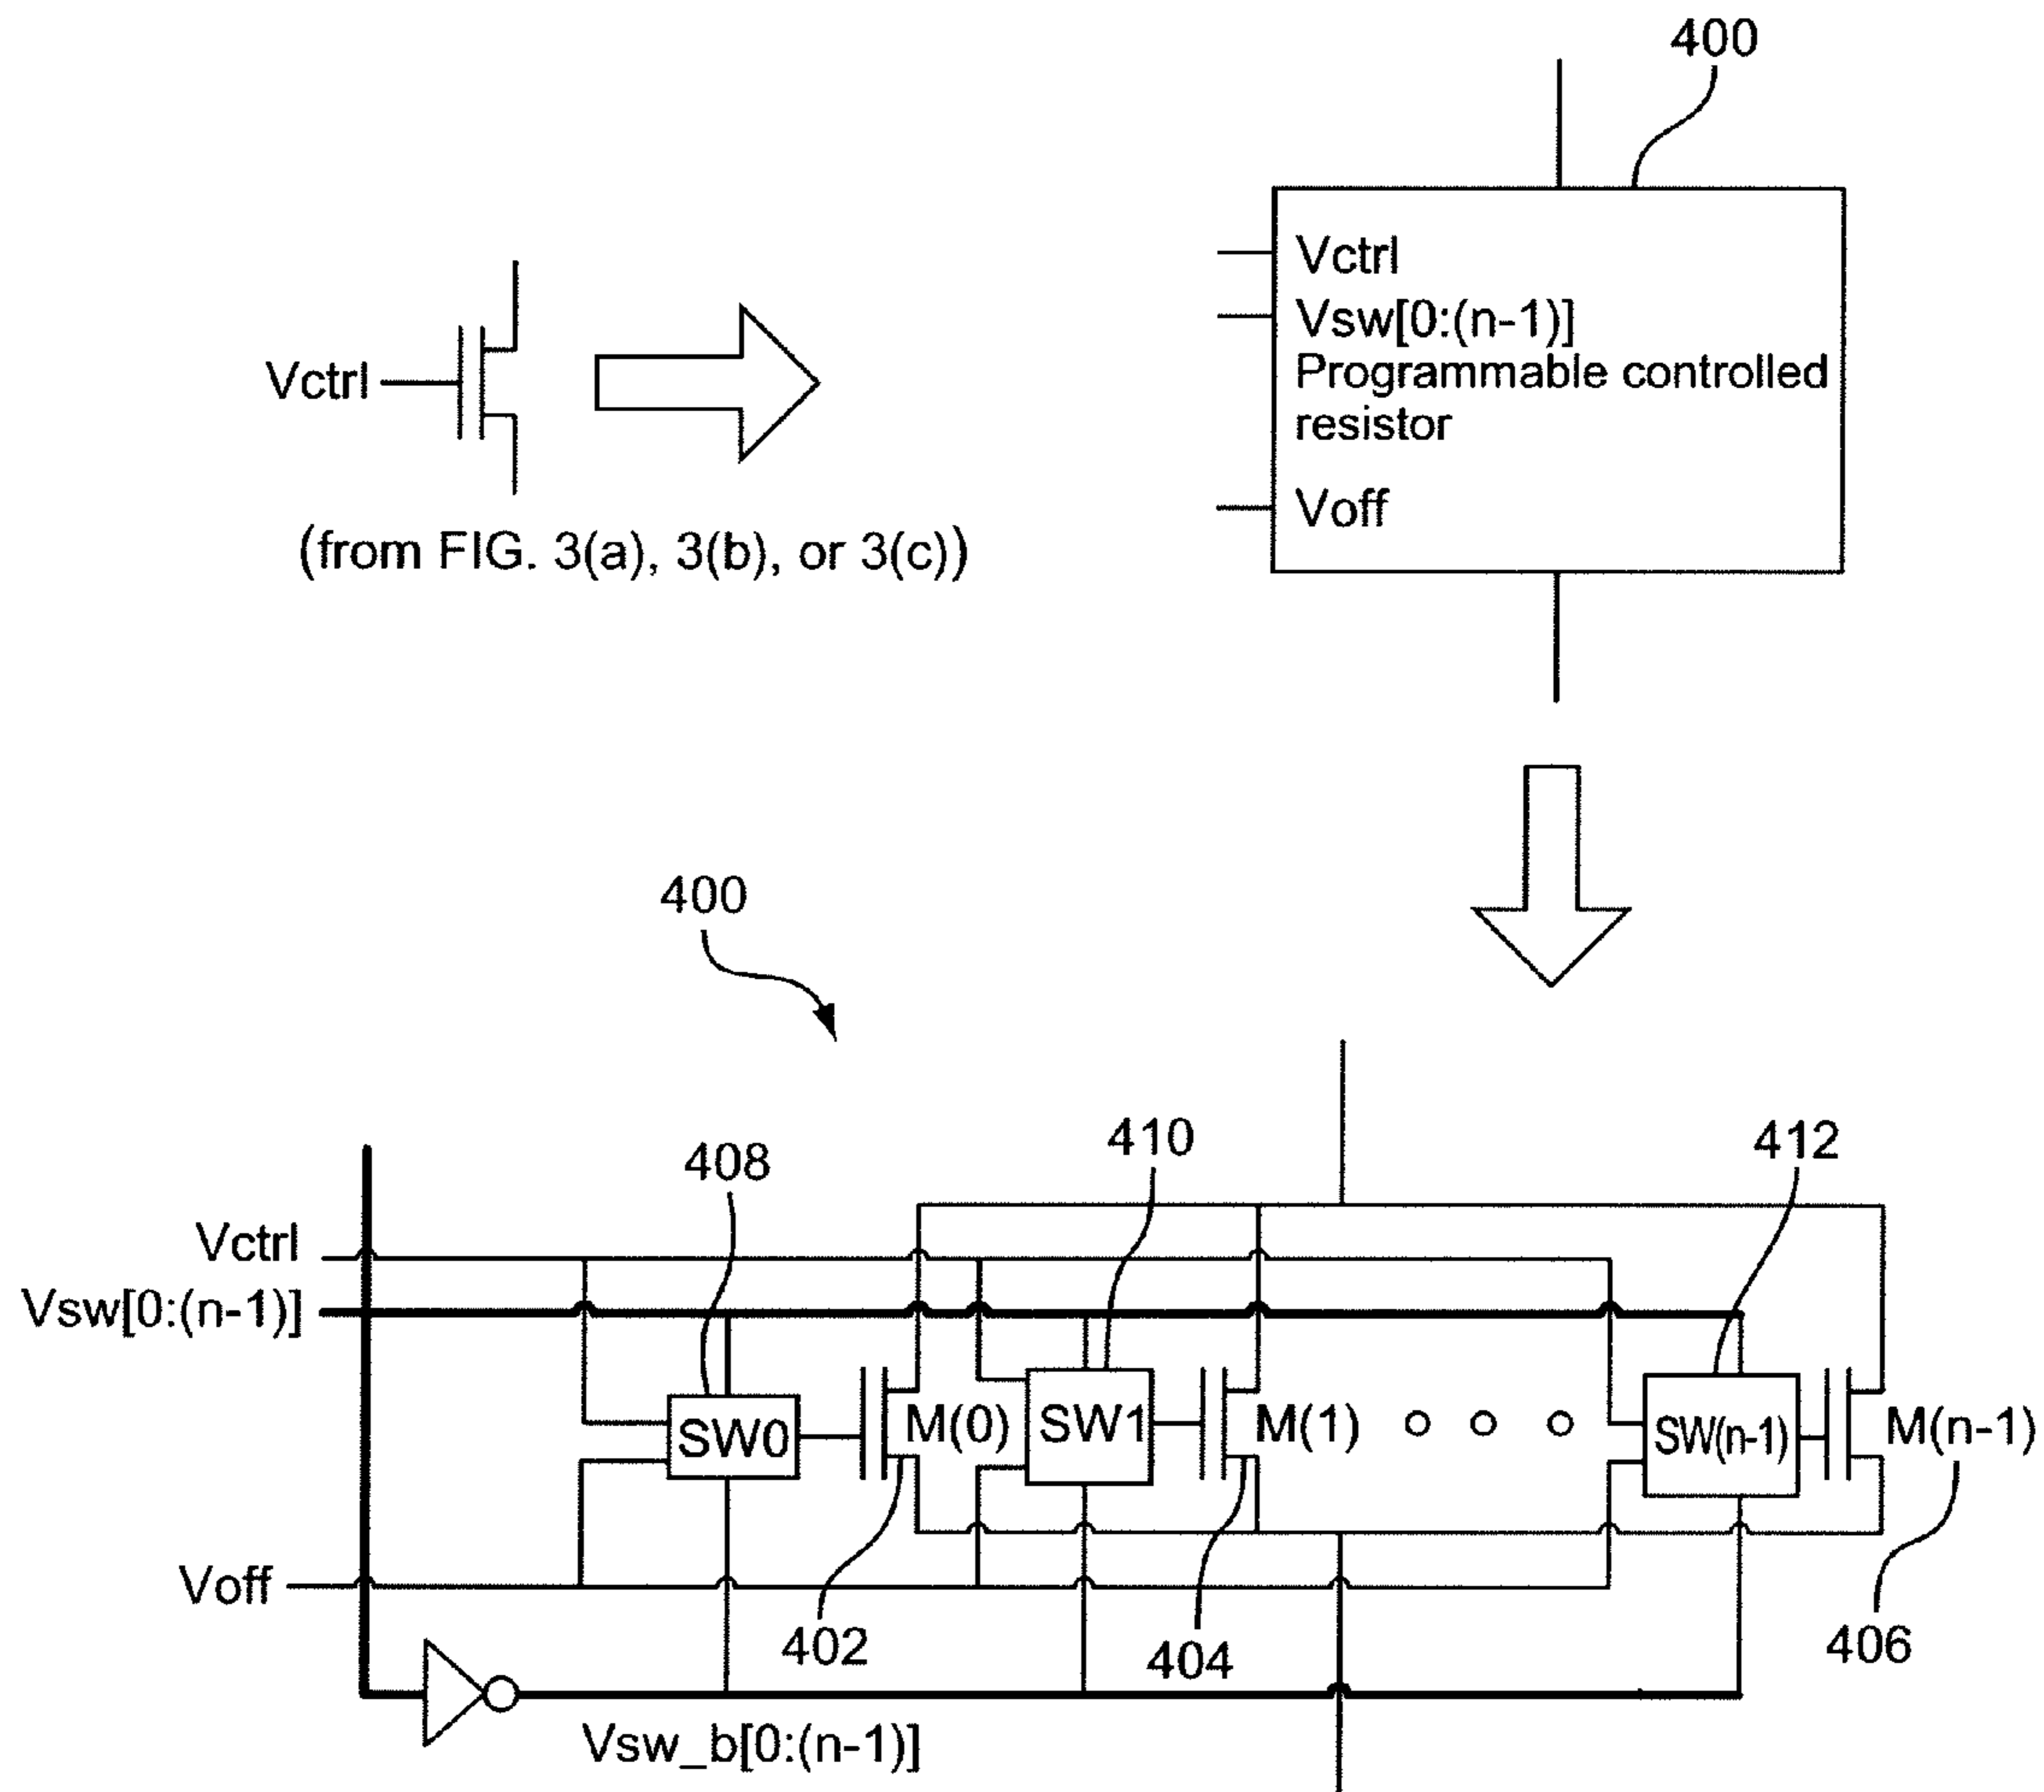 400
Vctrl
Vsw[0:(n-1)]
Programmable controlled
resistor
Voff
Vctrl
(from FIG. 3(a), 3(b), or 3(c))
400
408
410
412
Vctrl
Vsw[0:(n-1)]
SW0
M(0)
SW1
M(1)
SW(n-1)
M(n-1)
Voff
402
404
406
Vsw_b[0:(n-1)]